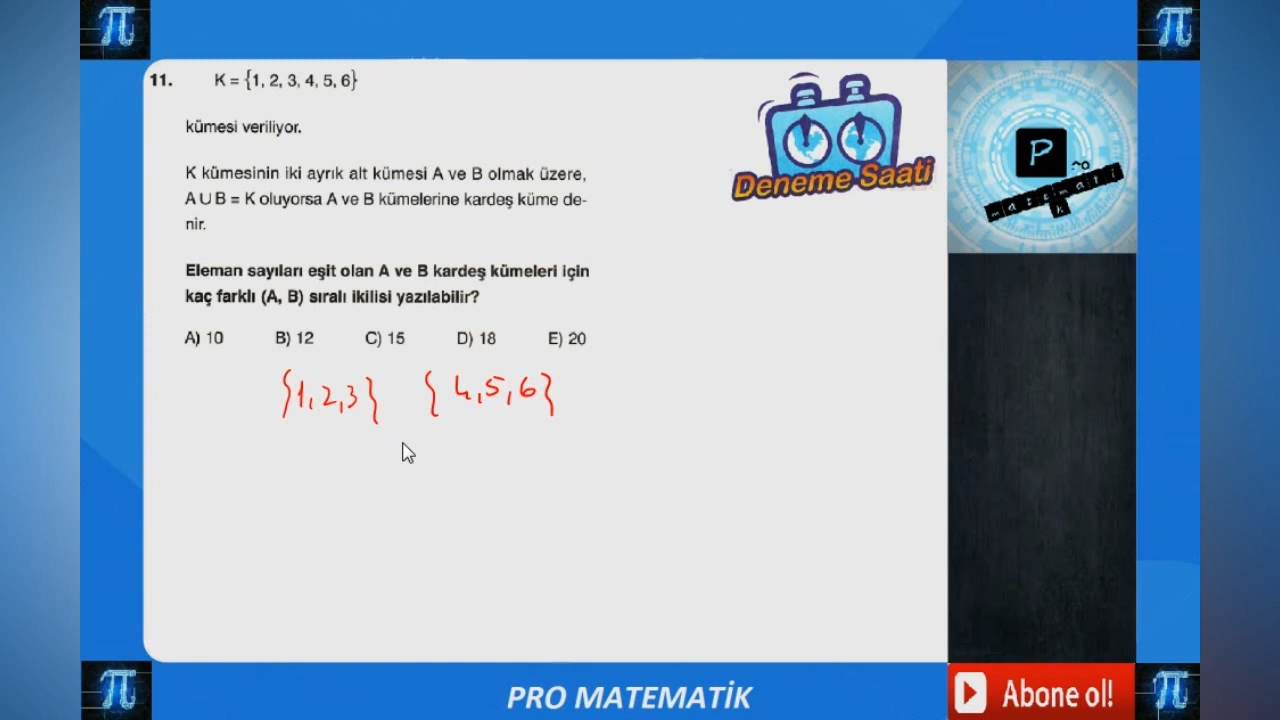 11. K = {1, 2, 3, 4, 5, 6}
kümesi veriliyor.
K kümesinin iki ayrık alt kümesi A ve B olmak üzere,
A∪B = K oluyorsa A ve B kümelerine kardeş küme de-
nir.
Eleman sayıları eşit olan A ve B kardeş kümeleri için
kaç farklı (A, B) sıralı ikilisi yazılabilir?
A) 10 B) 12 C) 15 D) 18 E) 20
{1,2,3} {4,5,6}
Deneme Saati
P
matematik
PRO MATEMATİK
Abone ol!
π
π
π
π